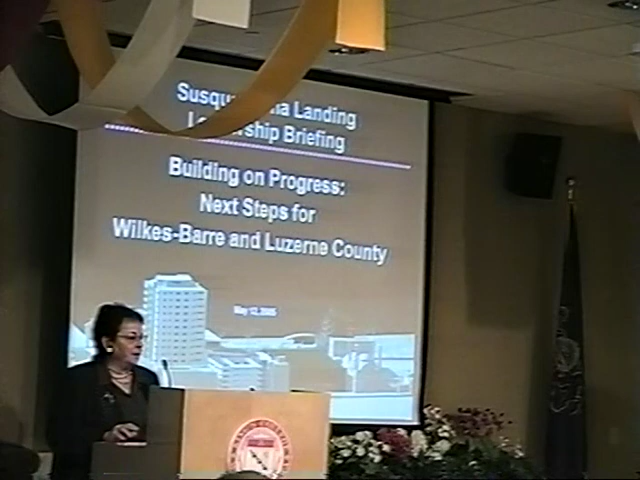 Landing
Briefing
Building on Progress:
Next Steps for
Wilkes-Barre and Luzerne County